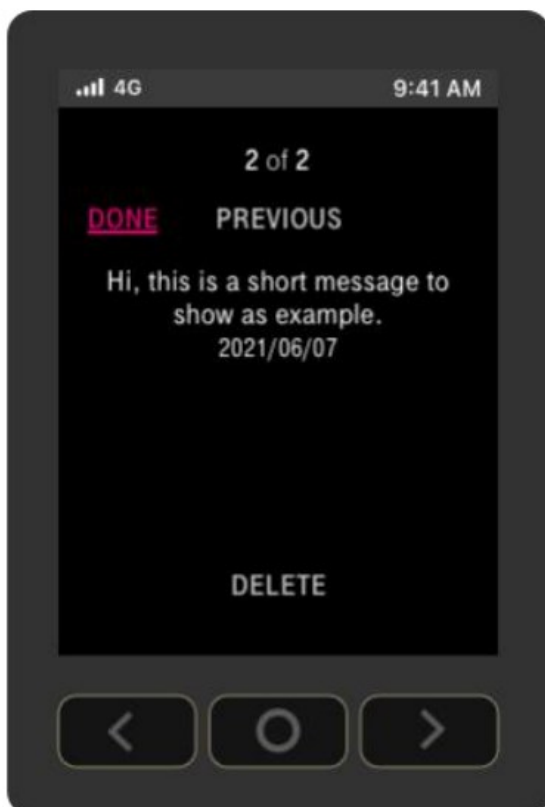 4G 9:41 AM
2 of 2
DONE PREVIOUS
Hi, this is a short message to
show as example.
2021/06/07
DELETE